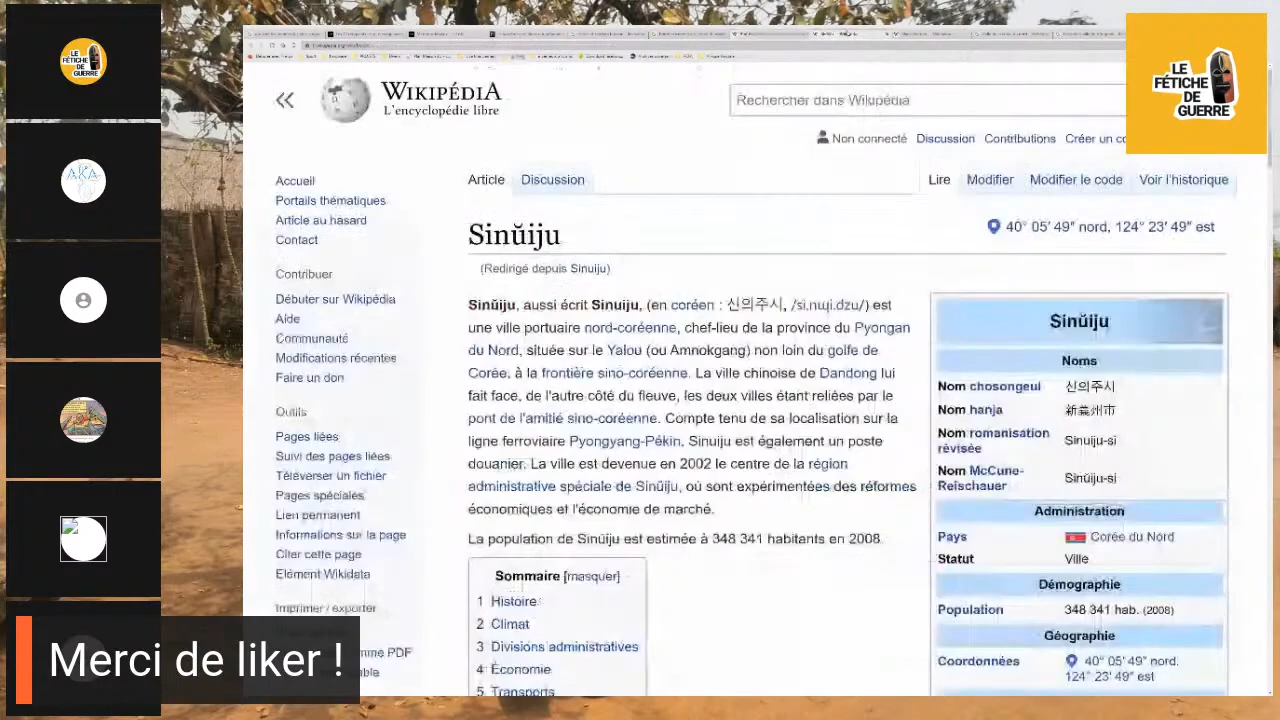 LE
FÉTICHE
DE
GUERRE
AKA
WIKIPÉDIA
L'encyclopédie libre
Rechercher dans Wikipédia
LE
FÉTICHE
DE
GUERRE
Non connecté Discussion Contributions Créer un co
Article Discussion Lire Modifier Modifier le code Voir l'historique
Accueil
Portails thématiques
Article au hasard
Contact
Contribuer
Débuter sur Wikipédia
Aide
Communauté
Modifications récentes
Faire un don
Outils
Pages liées
Suivi des pages liées
Téléverser un fichier
Pages spéciales
Lien permanent
Informations sur la page
Citer cette page
Élément Wikidata
Imprimer / exporter
mme PDF
ble
Sinŭiju
40° 05′ 49″ nord, 124° 23′ 49″ est
(Redirigé depuis Sinuiju)
Sinŭiju, aussi écrit Sinuiju, (en coréen : 신의주시, /si.nɰi.dzu/) est
une ville portuaire nord-coréenne, chef-lieu de la province du Pyongan
du Nord, située sur le Yalou (ou Amnokgang) non loin du golfe de
Corée, à la frontière sino-coréenne. La ville chinoise de Dandong lui
fait face, de l'autre côté du fleuve, les deux villes étant reliées par le
pont de l'amitié sino-coréenne. Compte tenu de sa localisation sur la
ligne ferroviaire Pyongyang-Pékin, Sinuiju est également un poste
douanier. La ville est devenue en 2002 le centre de la région
administrative spéciale de Sinŭiju, où sont expérimentées des réformes
économiques et l'économie de marché.
La population de Sinŭiju est estimée à 348 341 habitants en 2008.
Sommaire [masquer]
1 Histoire
2 Climat
3 Divisions administratives
4 Économie
5 Transports
Sinŭiju
Noms
Nom chosongeul 신의주시
Nom hanja 新義州市
Nom romanisation
révisée Sinuiju-si
Nom McCune-
Reischauer Sinŭiju-si
Administration
Pays Corée du Nord
Statut Ville
Démographie
Population 348 341 hab. (2008)
Géographie
Coordonnées 40° 05′ 49″ nord,
124° 23′ 49″ est
Merci de liker !